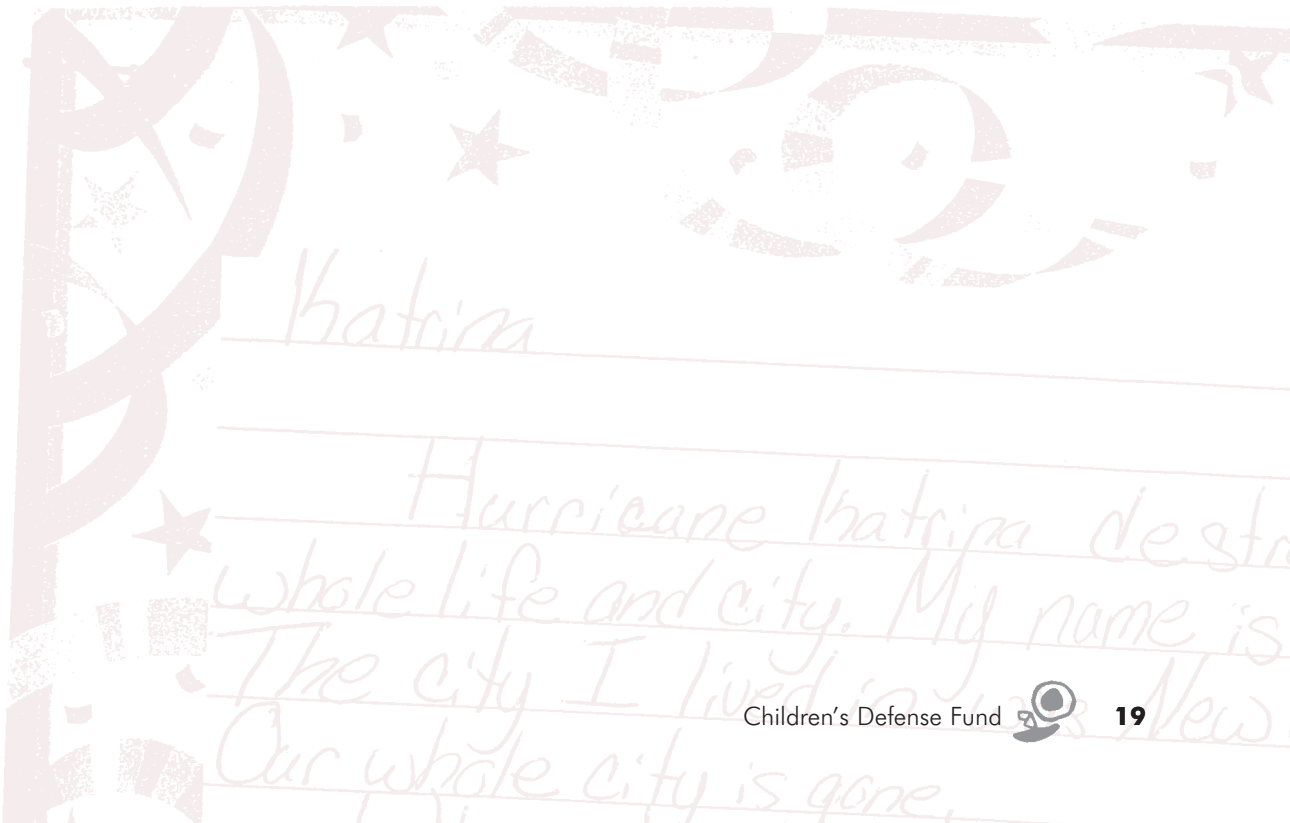 Katrina
Hurricane Katrina destr
whole life and city. My name is
The city I lived in was New
Children's Defense Fund 19
Our whole city is gone.